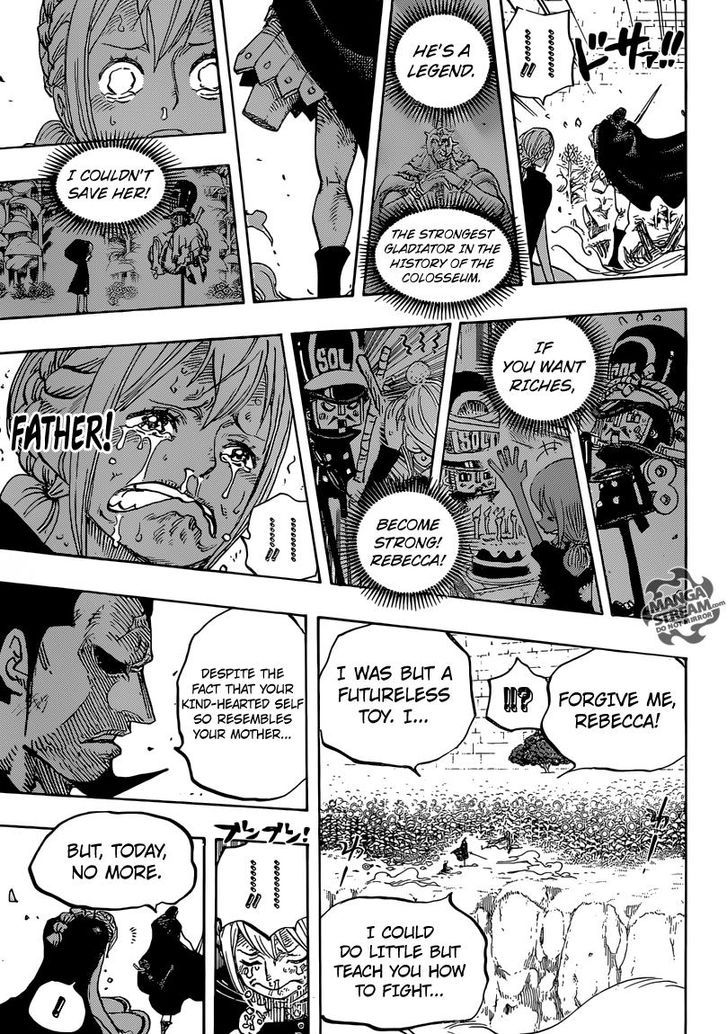 ドサァ!!
!!
HE'S A
LEGEND.
THE STRONGEST
GLADIATOR IN THE
HISTORY OF THE
COLOSSEUM.
I COULDN'T
SAVE HER!
IF
YOU WANT
RICHES,
SOL
SOL
BECOME
STRONG!
REBECCA!
FATHER!
!!
MANGA
STREAM.com
DO NOT MIRROR
FORGIVE ME,
REBECCA!
!!?
I WAS BUT A
FUTURELESS
TOY. I...
I COULD
DO LITTLE BUT
TEACH YOU HOW
TO FIGHT...
DESPITE THE
FACT THAT YOUR
KIND-HEARTED SELF
SO RESEMBLES
YOUR MOTHER...
ブンブン!
BUT, TODAY,
NO MORE.
!